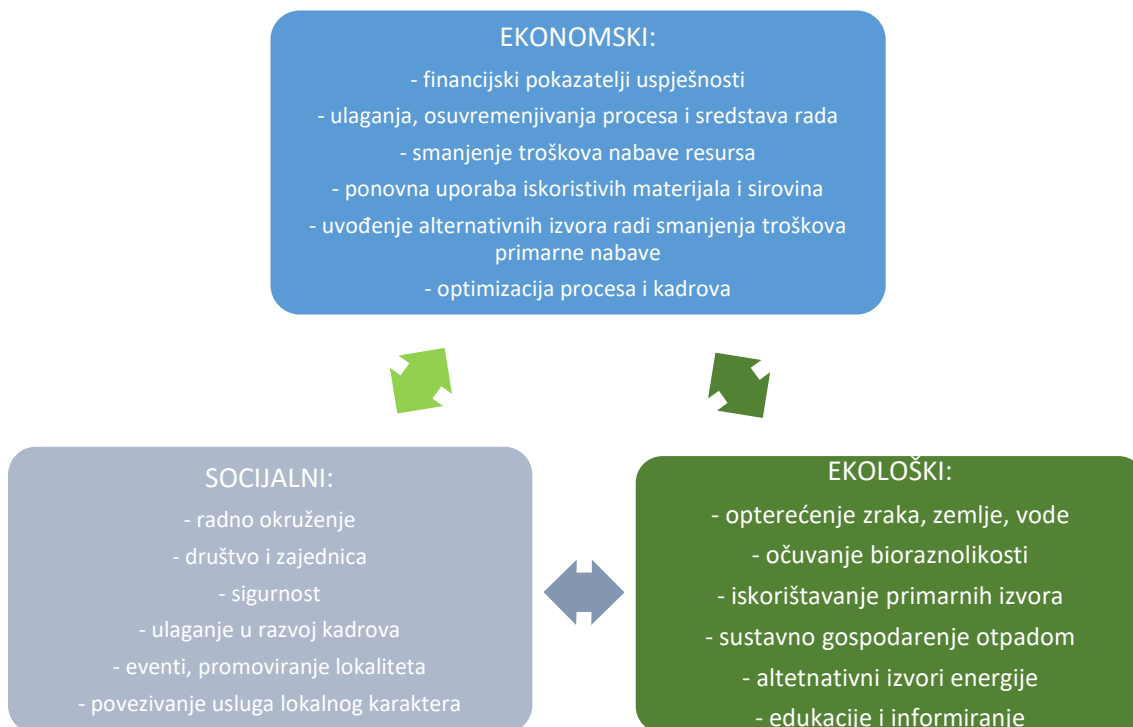 EKONOMSKI:
- financijski pokazatelji uspješnosti
- ulaganja, osuvremenjivanja procesa i sredstava rada
- smanjenje troškova nabave resursa
- ponovna uporaba iskoristivih materijala i sirovina
- uvođenje alternativnih izvora radi smanjenja troškova
primarne nabave
- optimizacija procesa i kadrova
SOCIJALNI:
- radno okruženje
- društvo i zajednica
- sigurnost
- ulaganje u razvoj kadrova
- eventi, promoviranje lokaliteta
- povezivanje usluga lokalnog karaktera
EKOLOŠKI:
- opterećenje zraka, zemlje, vode
- očuvanje bioraznolikosti
- iskorištavanje primarnih izvora
- sustavno gospodarenje otpadom
- altetnativni izvori energije
- edukacije i informiranje